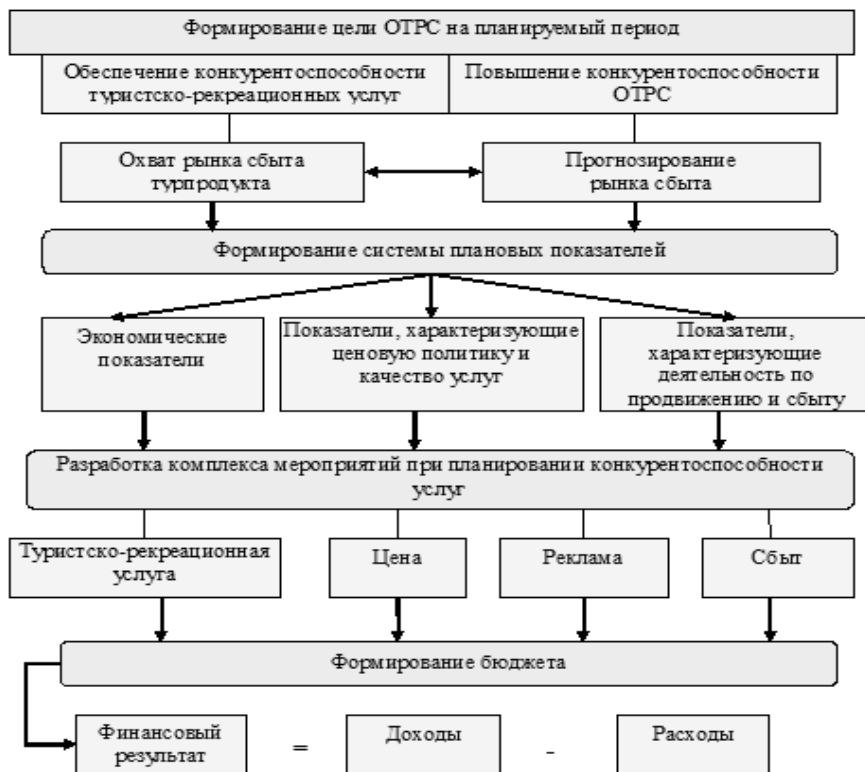 Формирование цели ОТРС на планируемый период
Обеспечение конкурентоспособности
туристско-рекреационных услуг
Повышение конкурентоспособности
ОТРС
Охват рынка сбыта
турпродукта
Прогнозирование
рынка сбыта
Формирование системы плановых показателей
Экономические
показатели
Показатели, характеризующие
ценовую политику и
качество услуг
Показатели,
характеризующие
деятельность по
продвижению и сбыту
Разработка комплекса мероприятий при планировании конкурентоспособности
услуг
Туристско-рекреационная
услуга
Цена
Реклама
Сбыт
Формирование бюджета
Финансовый
результат
=
Доходы
-
Расходы